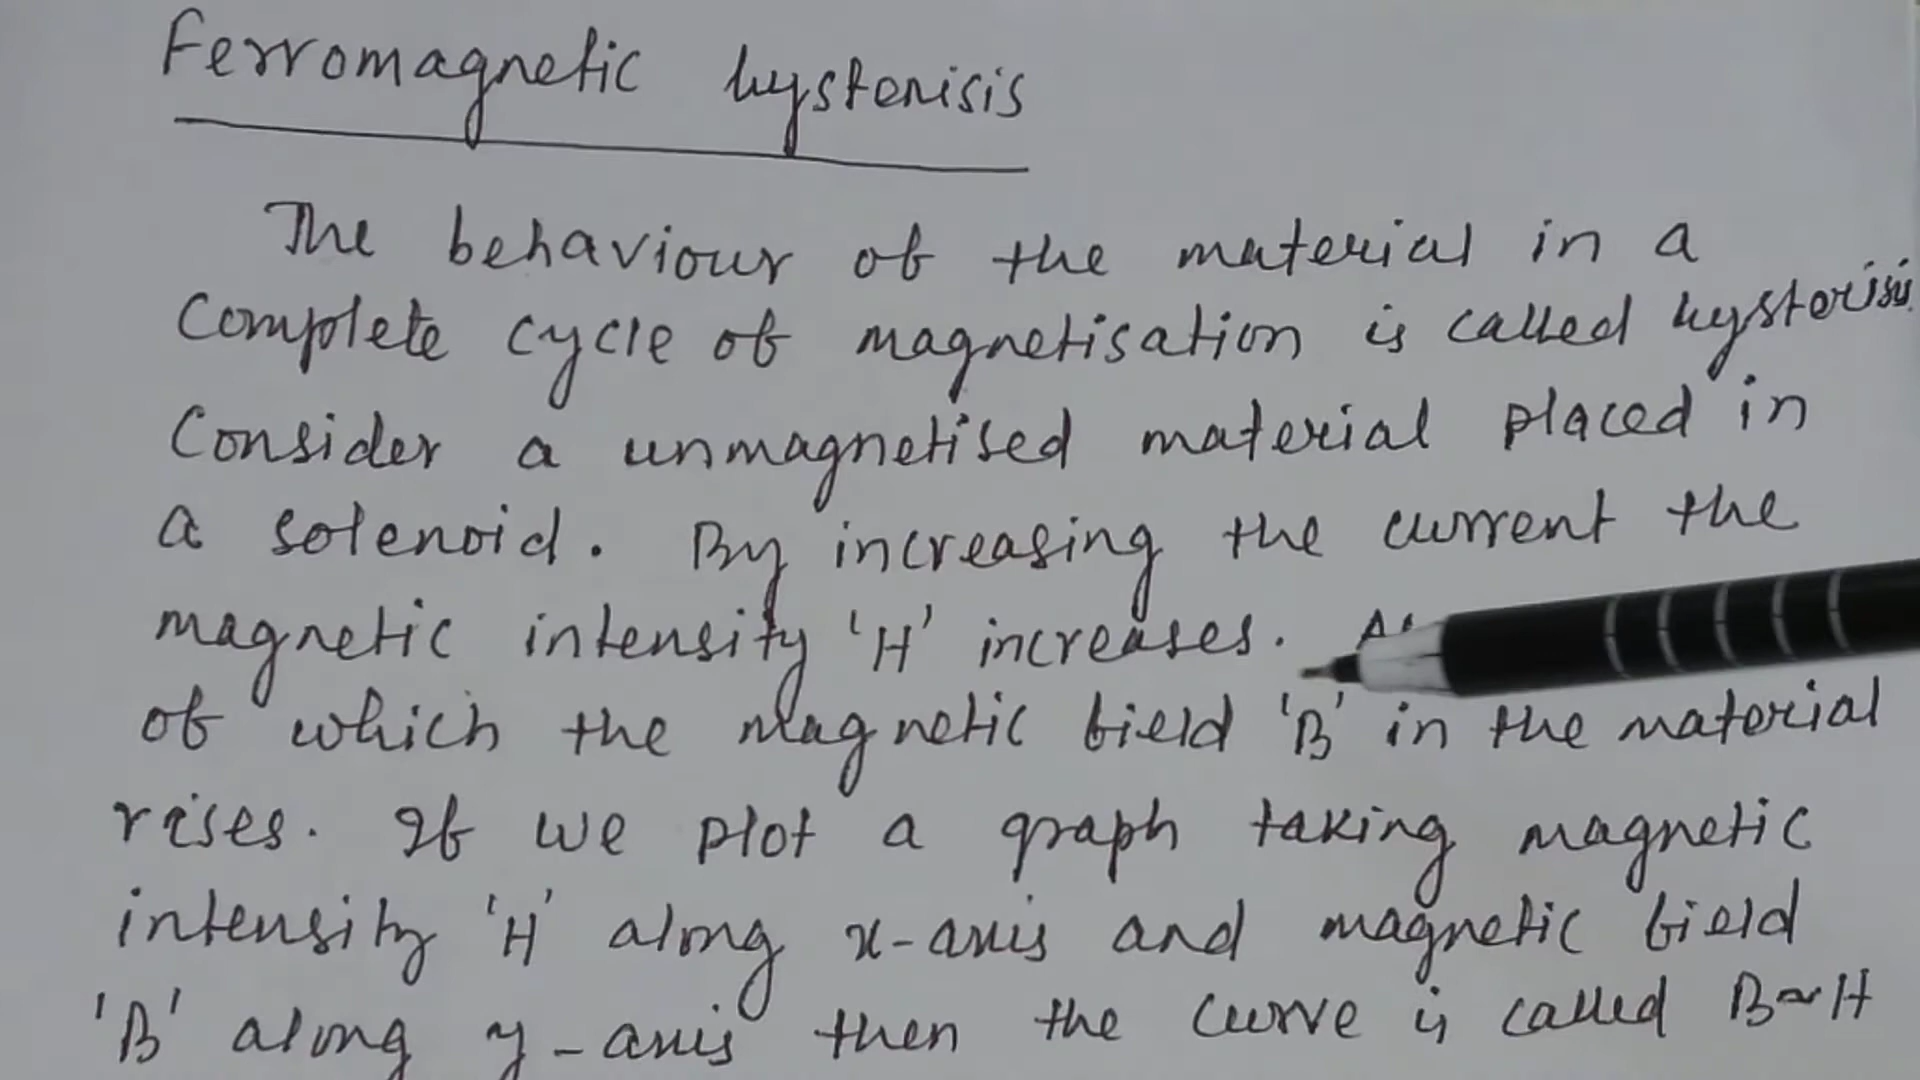 Ferromagnetic hysterisis
The behaviour of the material in a
complete cycle of magnetisation is called hysterisis.
Consider a unmagnetised material placed in
a solenoid. By increasing the current the
magnetic intensity 'H' increases.
of which the magnetic field 'B' in the material
rises. If we plot a graph taking magnetic
intensity 'H' along x-axis and magnetic field
'B' along y-axis then the curve is called B~H